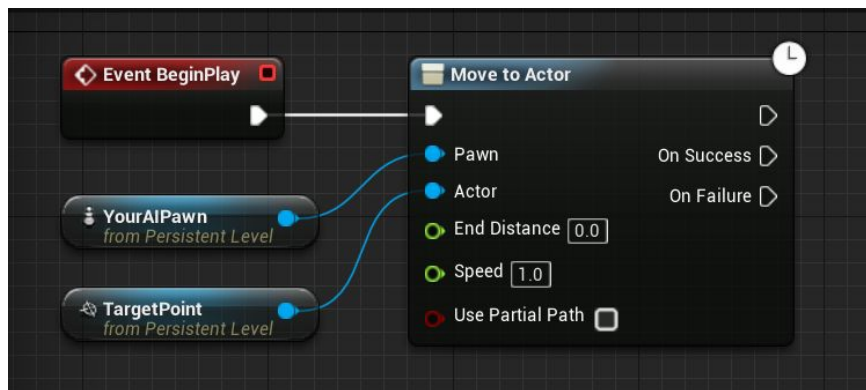 Event BeginPlay
Move to Actor
Pawn
On Success
Actor
On Failure
YourAIPawn
from Persistent Level
End Distance 0.0
Speed 1.0
TargetPoint
from Persistent Level
Use Partial Path